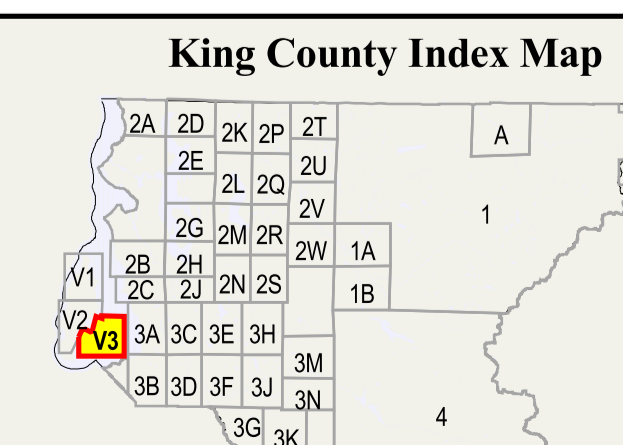 King County Index Map
2A 2D 2K 2P 2T A
2E 2L 2Q 2U
2V 1
2G 2M 2R 2W 1A
V1 2B 2H
2C 2J 2N 2S 1B
V2 V3 3A 3C 3E 3H
3M
3B 3D 3F 3J 3N
3G 3K 4